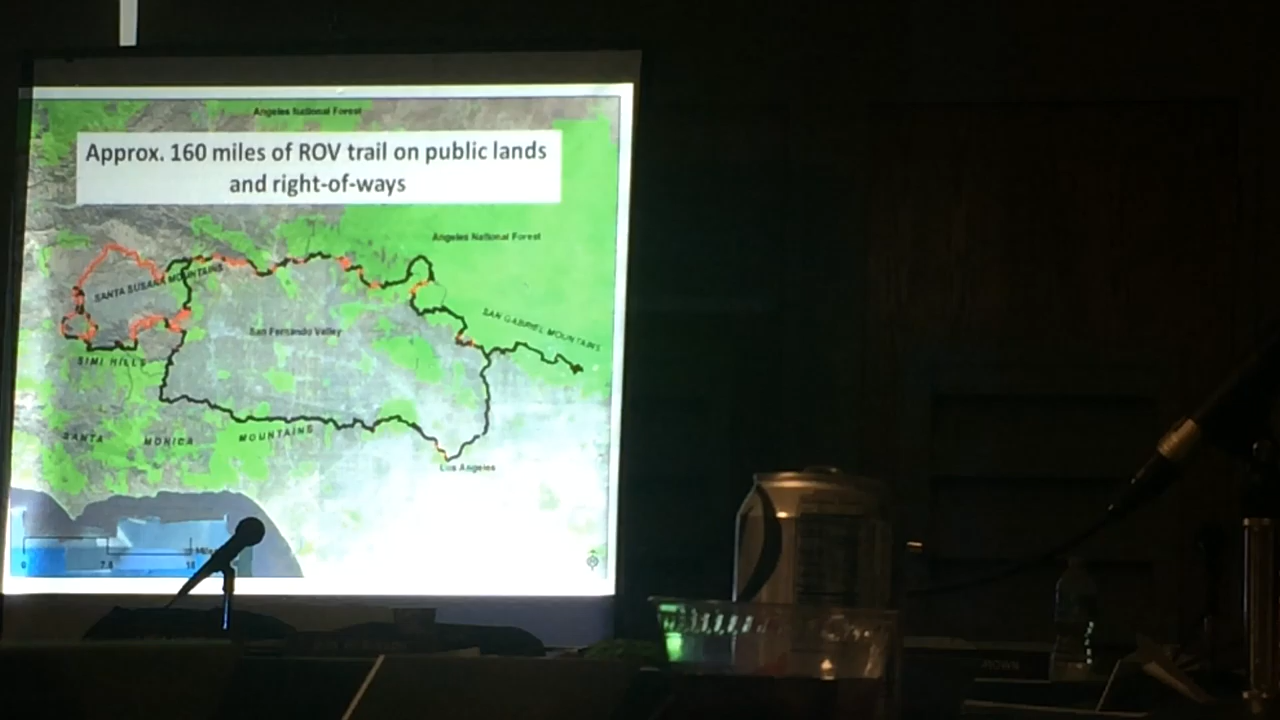 Angeles National Forest
Approx. 160 miles of ROV trail on public lands
and right-of-ways
Angeles National Forest
SANTA SUSANA MOUNTAINS
SAN GABRIEL MOUNTAINS
San Fernando Valley
SIMI HILLS
SANTA MONICA MOUNTAINS
Los Angeles
Miles
0